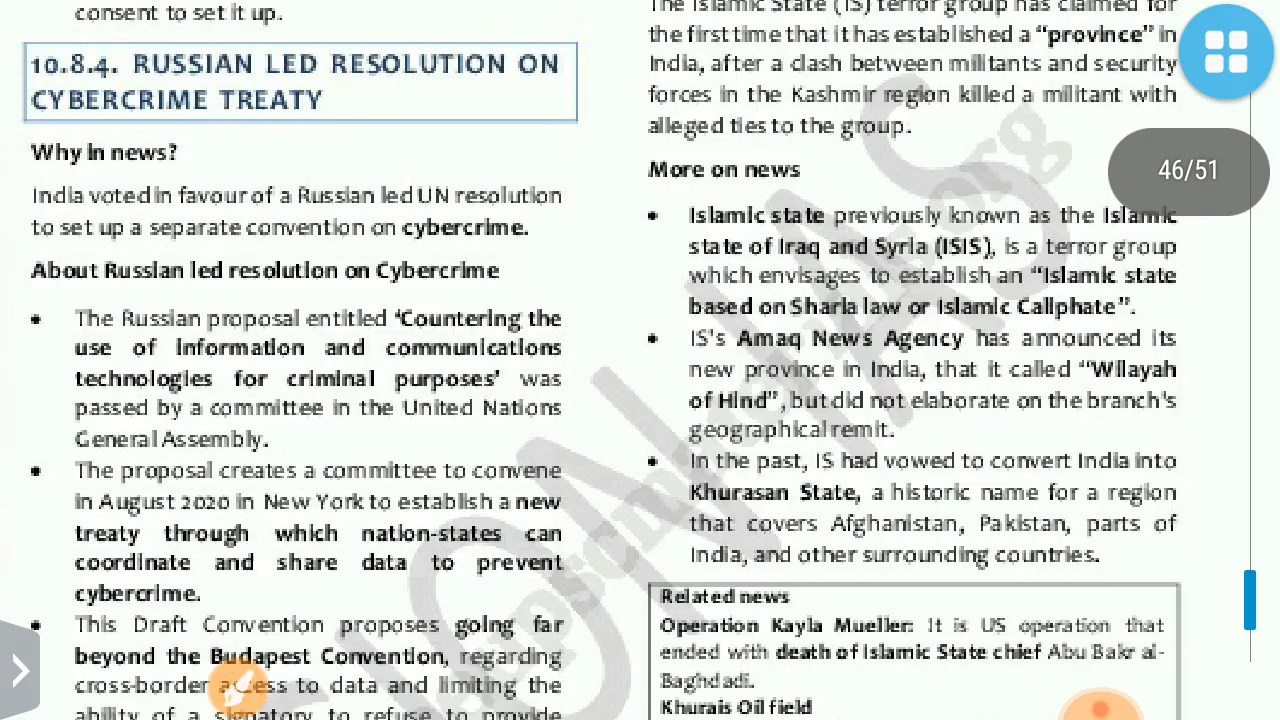 consent to set it up.
10.8.4. RUSSIAN LED RESOLUTION ON
CYBERCRIME TREATY
Why in news?
India voted in favour of a Russian led UN resolution
to set up a separate convention on cybercrime.
About Russian led resolution on Cybercrime
• The Russian proposal entitled ‘Countering the
use of information and communications
technologies for criminal purposes’ was
passed by a committee in the United Nations
General Assembly.
• The proposal creates a committee to convene
in August 2020 in New York to establish a new
treaty through which nation-states can
coordinate and share data to prevent
cybercrime.
• This Draft Convention proposes going far
beyond the Budapest Convention, regarding
cross-border access to data and limiting the
ability of a signatory to refuse to provide
The Islamic State (IS) terror group has claimed for
the first time that it has established a “province” in
India, after a clash between militants and security
forces in the Kashmir region killed a militant with
alleged ties to the group.
More on news
• Islamic state previously known as the Islamic
state of Iraq and Syria (ISIS), is a terror group
which envisages to establish an “Islamic state
based on Sharia law or Islamic Caliphate”.
• IS's Amaq News Agency has announced its
new province in India, that it called “Wilayah
of Hind”, but did not elaborate on the branch's
geographical remit.
• In the past, IS had vowed to convert India into
Khurasan State, a historic name for a region
that covers Afghanistan, Pakistan, parts of
India, and other surrounding countries.
Related news
Operation Kayla Mueller: It is US operation that
ended with death of Islamic State chief Abu Bakr al-
Baghdadi.
Khurais Oil field
46/51